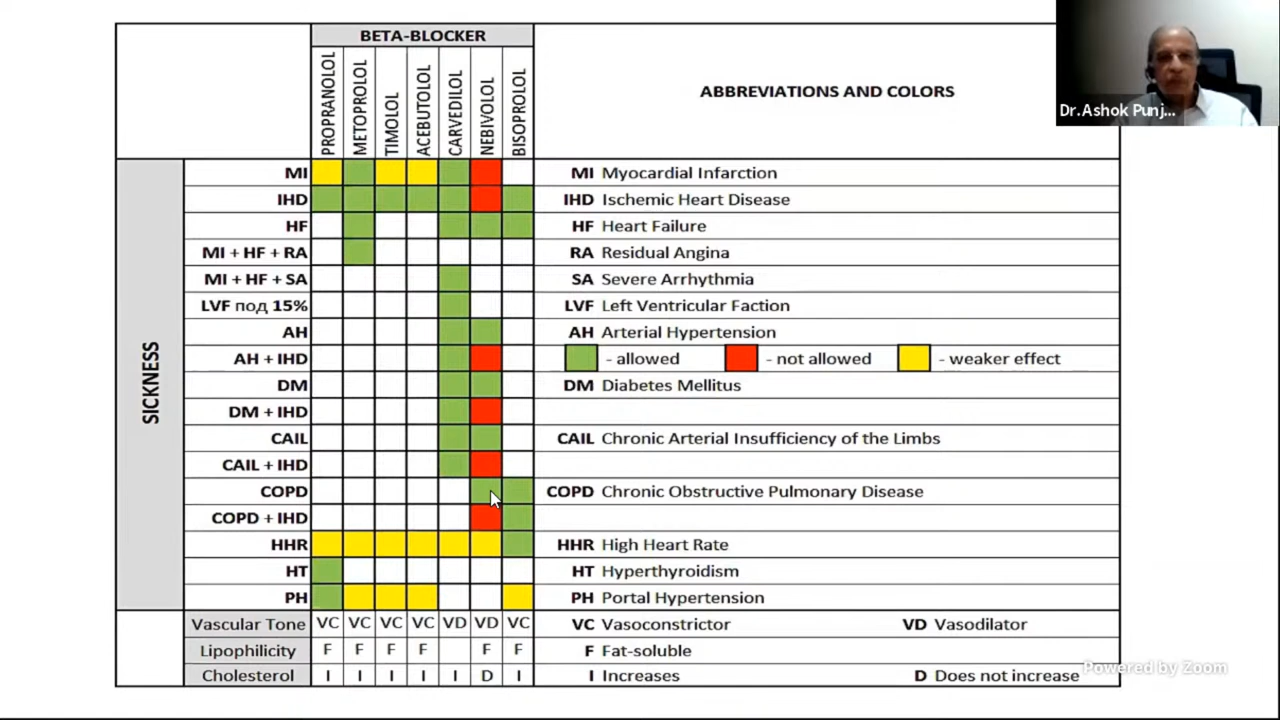 BETA-BLOCKER
PROPRANOLOL METOPROLOL TIMOLOL ACEBUTOLOL CARVEDILOL NEBIVOLOL BISOPROLOL
ABBREVIATIONS AND COLORS
Dr.Ashok Punj...
SICKNESS
MI MI Myocardial Infarction
IHD IHD Ischemic Heart Disease
HF HF Heart Failure
MI + HF + RA RA Residual Angina
MI + HF + SA SA Severe Arrhythmia
LVF под 15% LVF Left Ventricular Faction
AH AH Arterial Hypertension
AH + IHD - allowed - not allowed - weaker effect
DM DM Diabetes Mellitus
DM + IHD
CAIL CAIL Chronic Arterial Insufficiency of the Limbs
CAIL + IHD
COPD COPD Chronic Obstructive Pulmonary Disease
COPD + IHD
HHR HHR High Heart Rate
HT HT Hyperthyroidism
PH PH Portal Hypertension
Vascular Tone VC VC VC VC VD VD VC VC Vasoconstrictor VD Vasodilator
Lipophilicity F F F F F F F Fat-soluble
Cholesterol I I I I I D I I Increases D Does not increase
Powered by Zoom